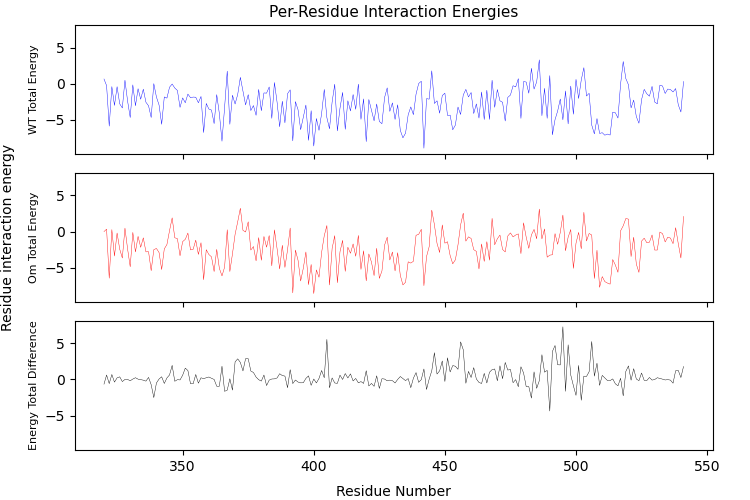 Per-Residue Interaction Energies
Residue interaction energy
WT Total Energy
5
0
−5
Om Total Energy
5
0
−5
Energy Total Difference
5
0
−5
350 400 450 500 550
Residue Number